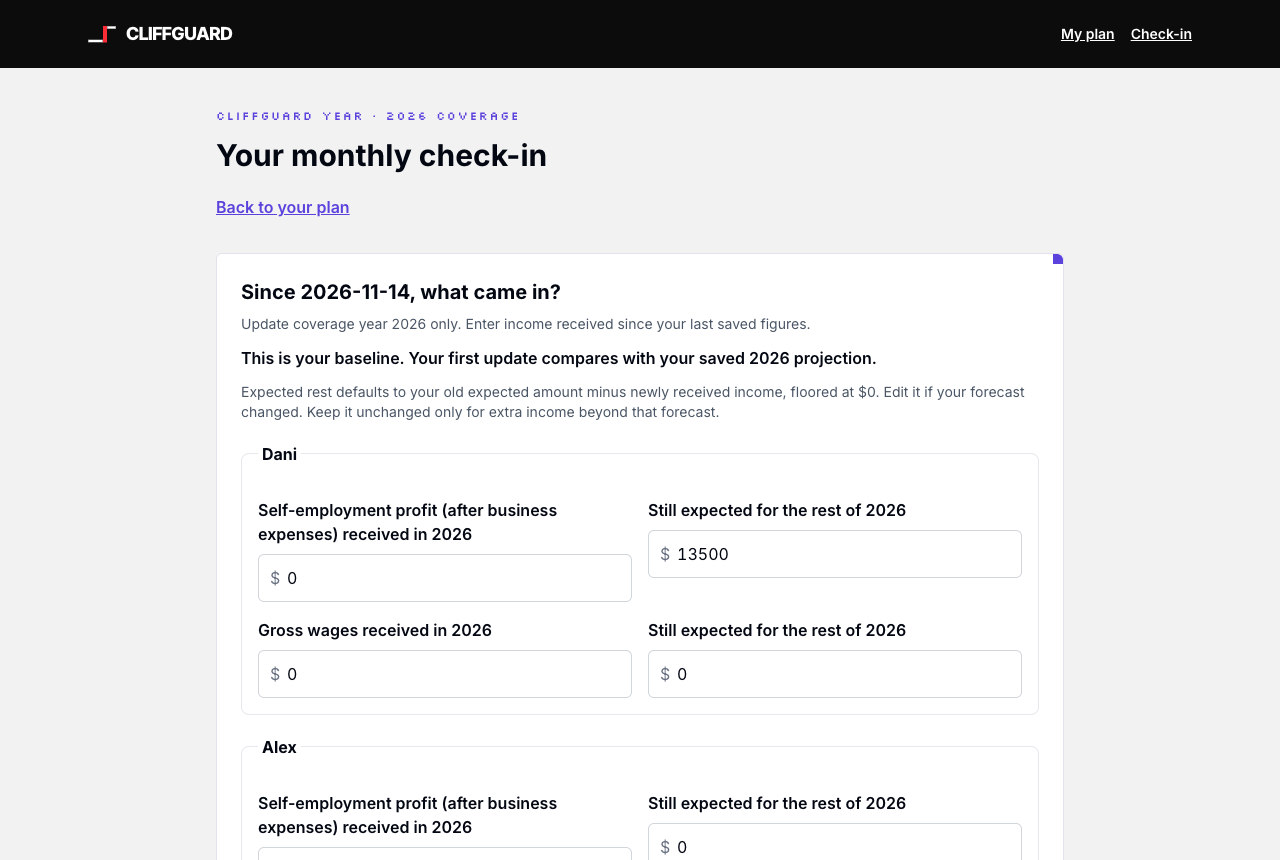 CLIFFGUARD
My plan Check-in
CLIFFGUARD YEAR · 2026 COVERAGE
Your monthly check-in
Back to your plan
Since 2026-11-14, what came in?
Update coverage year 2026 only. Enter income received since your last saved figures.
This is your baseline. Your first update compares with your saved 2026 projection.
Expected rest defaults to your old expected amount minus newly received income, floored at $0. Edit it if your forecast
changed. Keep it unchanged only for extra income beyond that forecast.
Dani
Self-employment profit (after business
expenses) received in 2026
$ 0
Still expected for the rest of 2026
$ 13500
Gross wages received in 2026
$ 0
Still expected for the rest of 2026
$ 0
Alex
Self-employment profit (after business
expenses) received in 2026
Still expected for the rest of 2026
$ 0